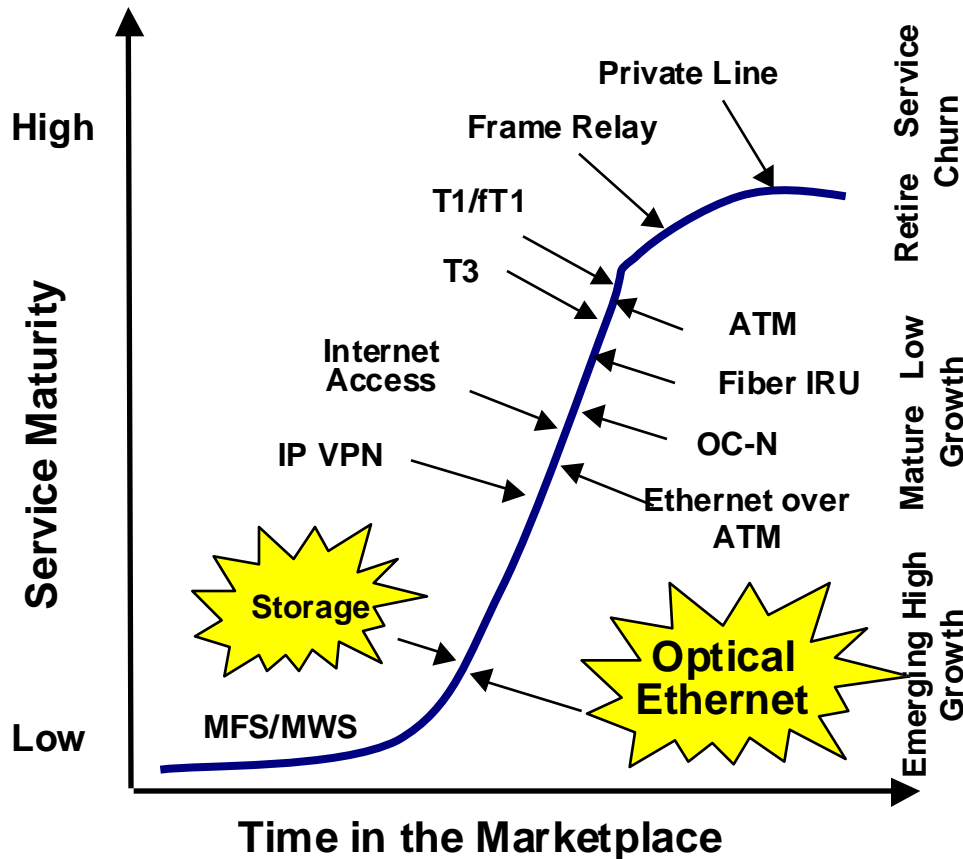 Private Line
High
Frame Relay
T1/fT1
T3
ATM
Internet
Access
Fiber IRU
OC-N
IP VPN
Ethernet over
ATM
Storage
Optical
Ethernet
MFS/MWS
Low
Service Maturity
Time in the Marketplace
Retire Service
Churn
Mature Low
Growth
Emerging High
Growth